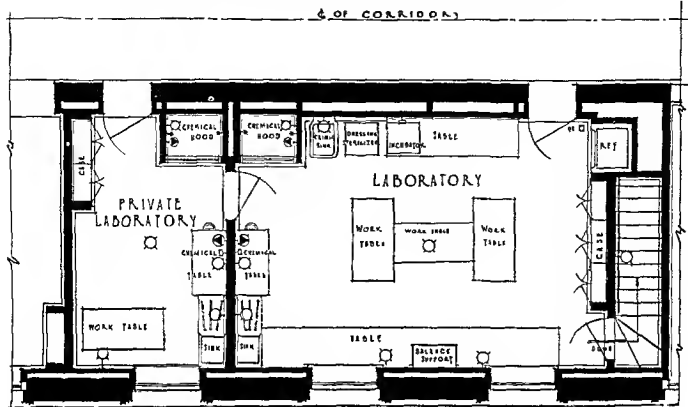 ℄ OF CORRIDOR
CHEMICAL
HOOD
CHEMICAL
HOOD
CLINIC
SINK
DRESSING
STERILIZER
INCUBATOR
TABLE
REF
CASE
PRIVATE
LABORATORY
LABORATORY
WORK
TABLE
WORK TABLE
WORK
TABLE
CASE
CHEMICAL
TABLE
CHEMICAL
TABLE
WORK TABLE
SINK
SINK
TABLE
BALANCE
SUPPORT